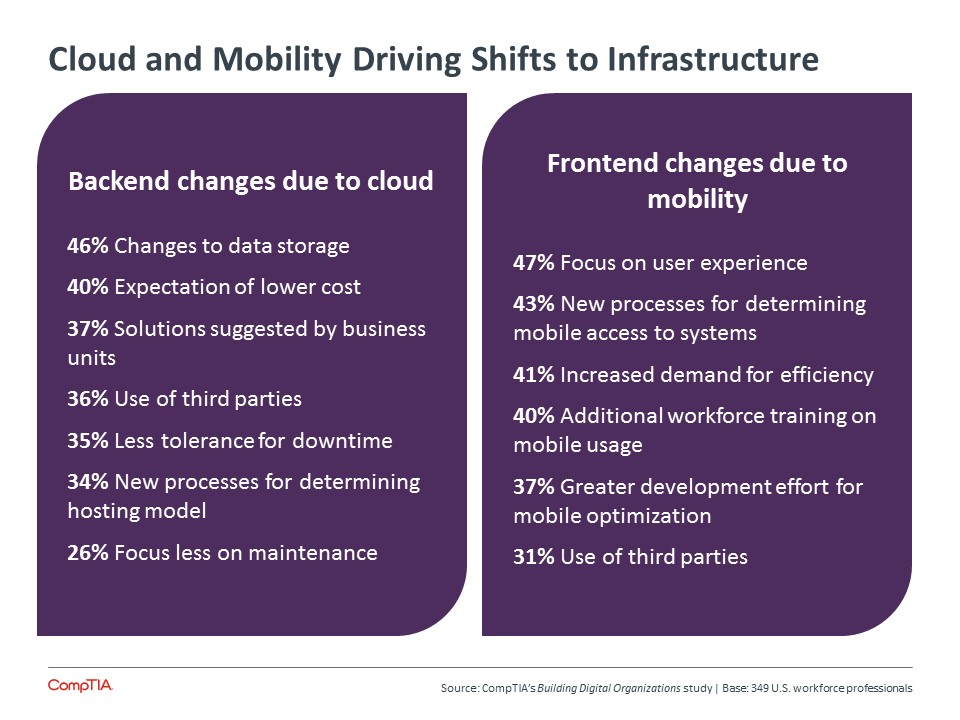 Cloud and Mobility Driving Shifts to Infrastructure
Backend changes due to cloud
46% Changes to data storage
40% Expectation of lower cost
37% Solutions suggested by business
units
36% Use of third parties
35% Less tolerance for downtime
34% New processes for determining
hosting model
26% Focus less on maintenance
Frontend changes due to
mobility
47% Focus on user experience
43% New processes for determining
mobile access to systems
41% Increased demand for efficiency
40% Additional workforce training on
mobile usage
37% Greater development effort for
mobile optimization
31% Use of third parties
CompTIA.
Source: CompTIA's Building Digital Organizations study | Base: 349 U.S. workforce professionals